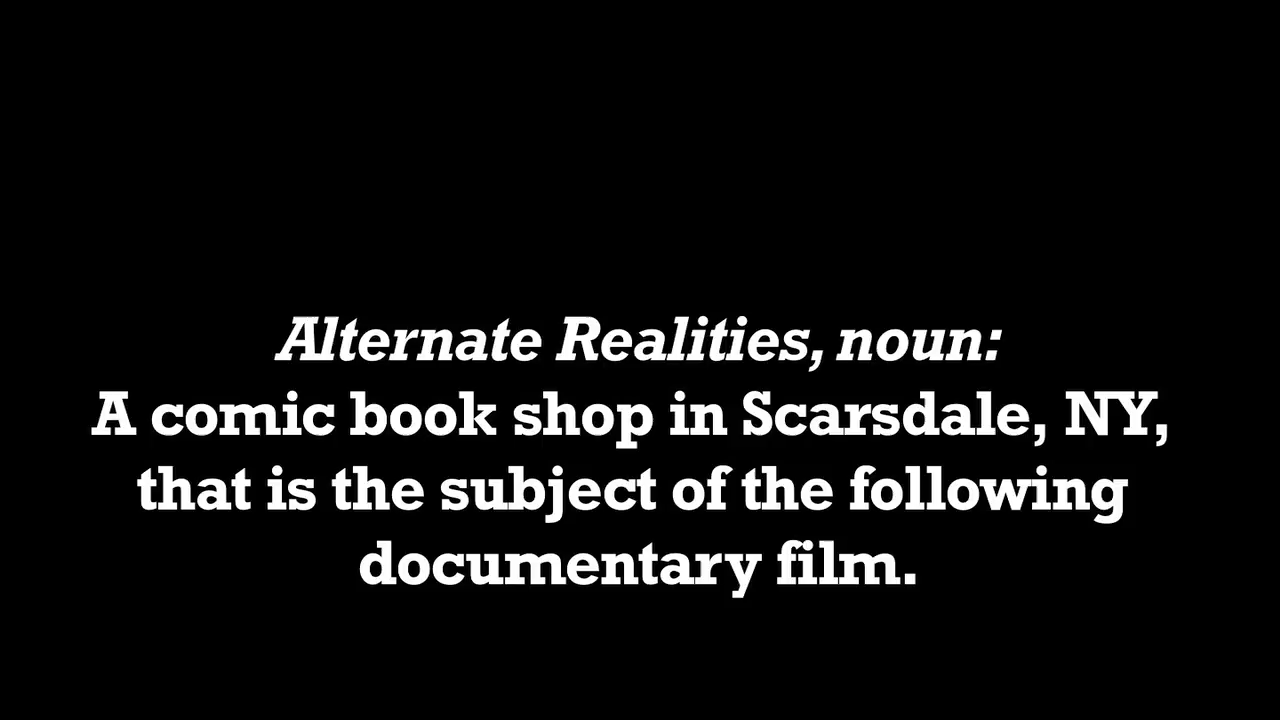 Alternate Realities, noun:
A comic book shop in Scarsdale, NY,
that is the subject of the following
documentary film.